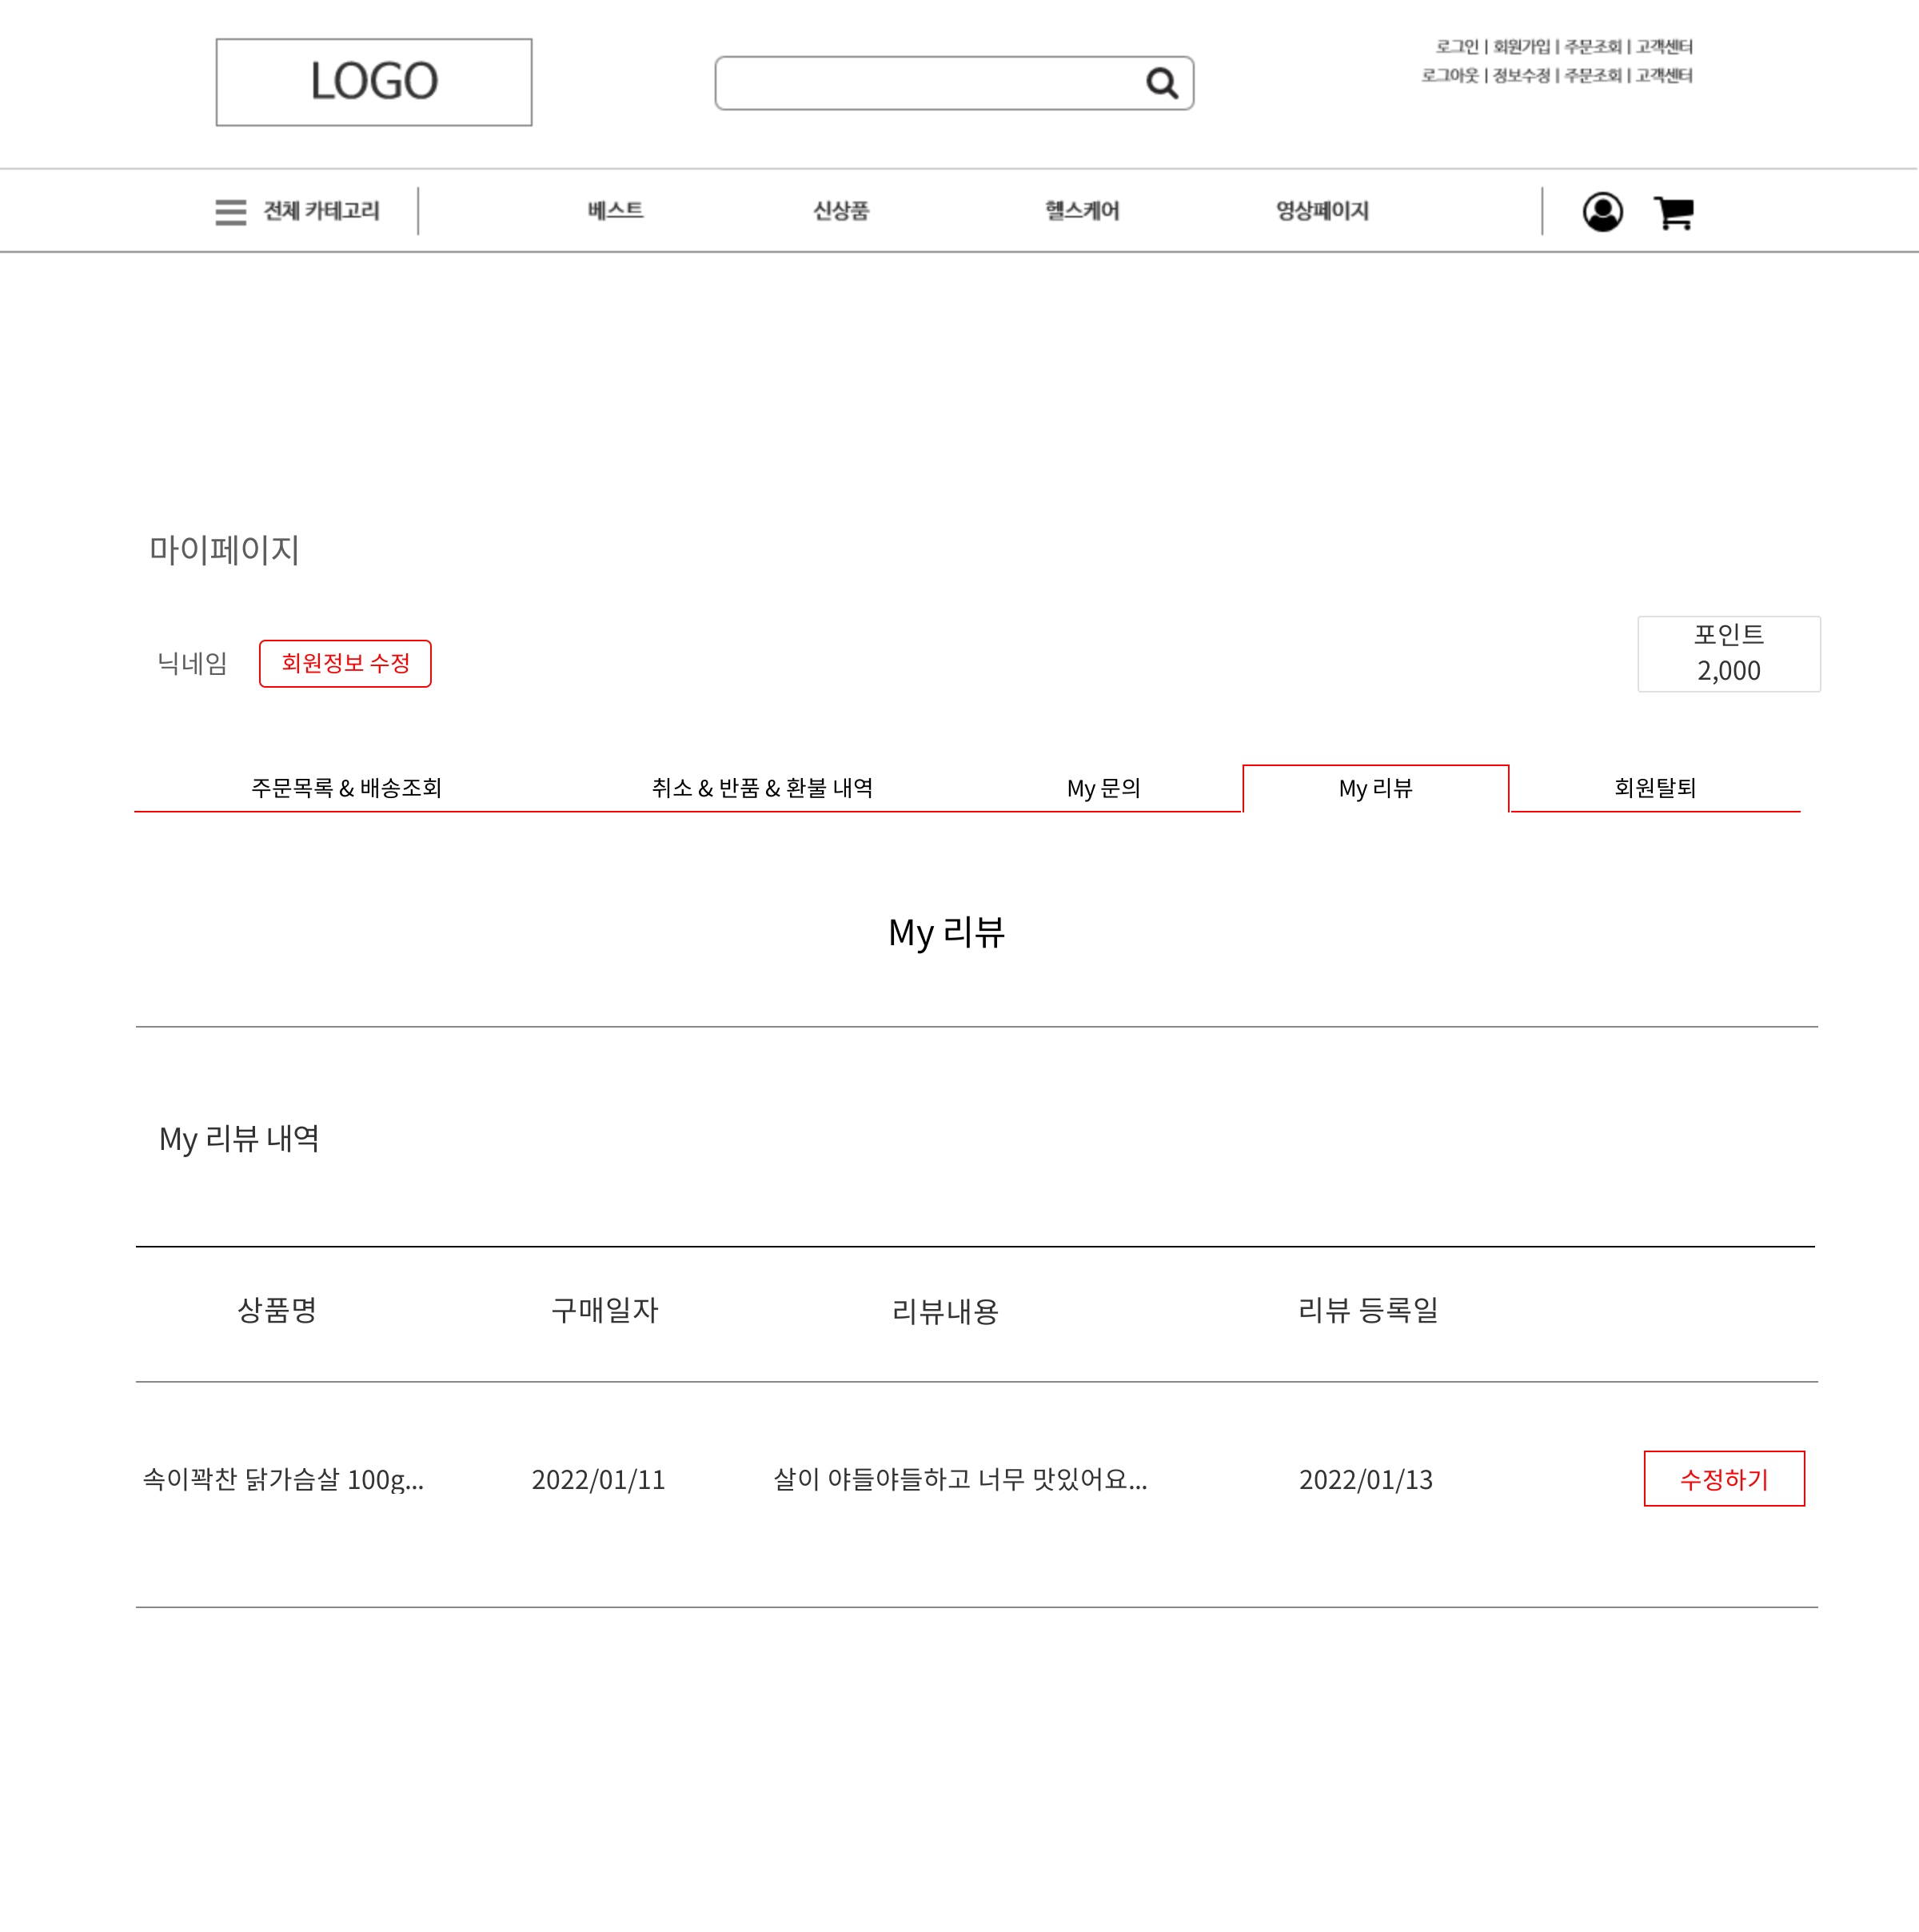 LOGO
로그인 | 회원가입 | 주문조회 | 고객센터
로그아웃 | 정보수정 | 주문조회 | 고객센터
전체 카테고리
베스트
신상품
헬스케어
영상페이지
마이페이지
닉네임
회원정보 수정
포인트
2,000
주문목록 & 배송조회
취소 & 반품 & 환불 내역
My 문의
My 리뷰
회원탈퇴
My 리뷰
My 리뷰 내역
상품명
구매일자
리뷰내용
리뷰 등록일
속이꽉찬 닭가슴살 100g...
2022/01/11
살이 야들야들하고 너무 맛있어요...
2022/01/13
수정하기